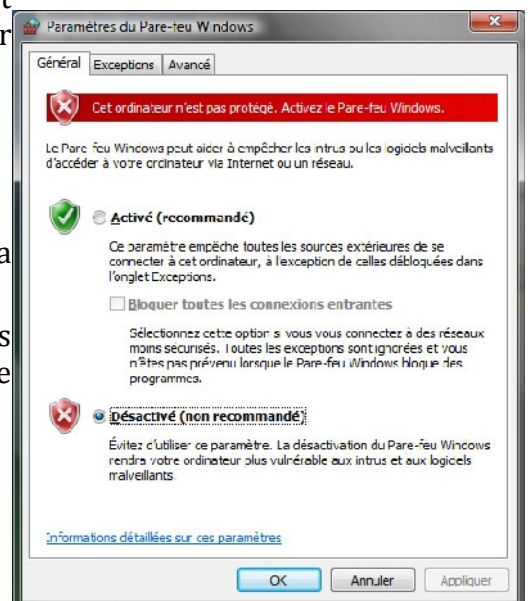 t
r
a
s
e
Paramètres du Pare-feu Windows
Général Exceptions Avancé
Cet ordinateur n'est pas protégé. Activez le Pare-feu Windows.
Le Pare-feu Windows peut aider à empêcher les intrus ou les logiciels malveillants
d'accéder à votre ordinateur via Internet ou un réseau.
Activé (recommandé)
Ce paramètre empêche toutes les sources extérieures de se
connecter à cet ordinateur, à l'exception de celles débloquées dans
l'onglet Exceptions.
Bloquer toutes les connexions entrantes
Sélectionnez cette option si vous vous connectez à des réseaux
moins sécurisés. Toutes les exceptions sont ignorées et vous
n'êtes pas prévenu lorsque le Pare-feu Windows bloque des
programmes.
Désactivé (non recommandé)
Évitez d'utiliser ce paramètre. La désactivation du Pare-feu Windows
rendra votre ordinateur plus vulnérable aux intrus et aux logiciels
malveillants
Informations détaillées sur ces paramètres
OK Annuler Appliquer